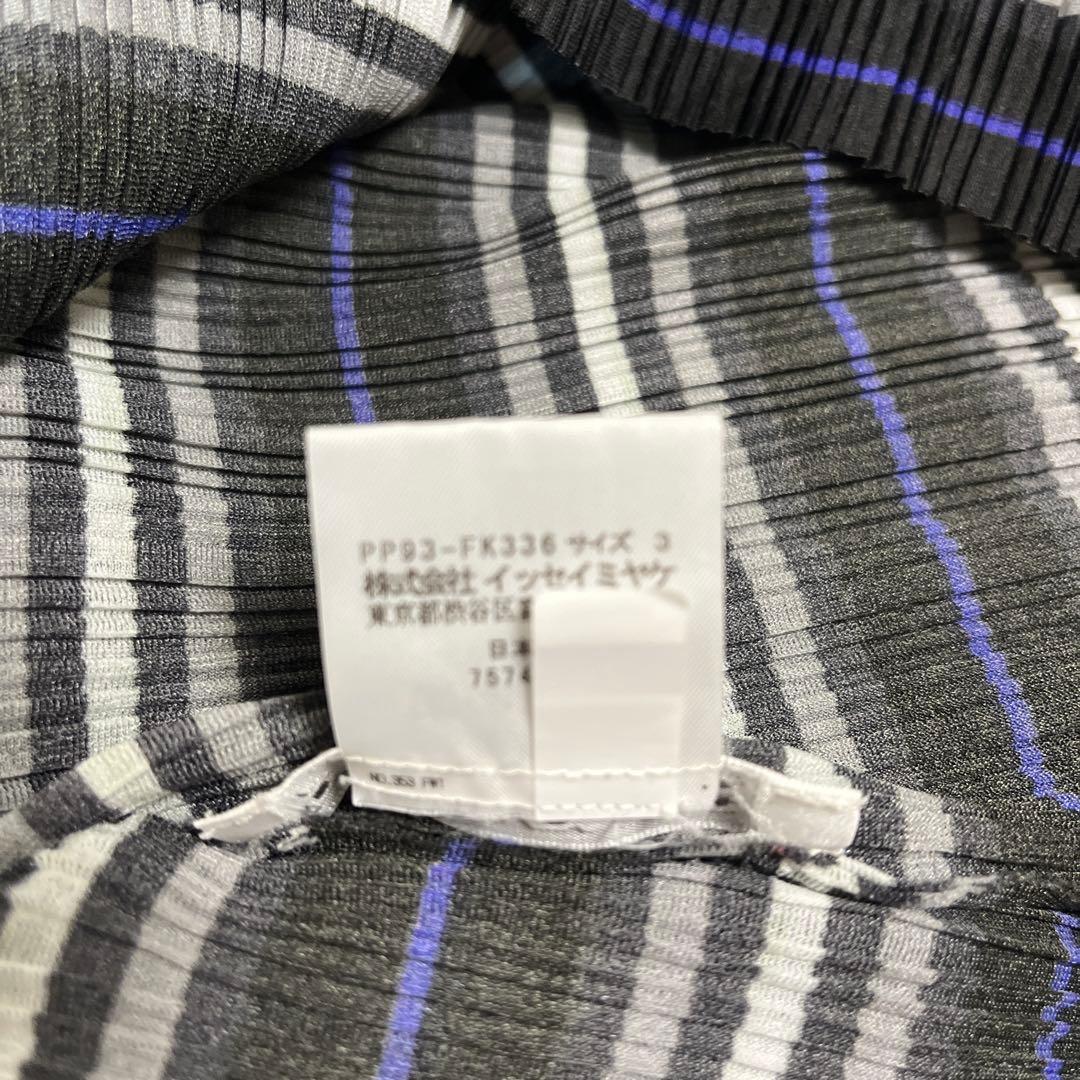 PP93-FK336 サイズ 3
株式会社 イッセイミヤケ
東京都渋谷区
日本
7574
NO.353 FWT